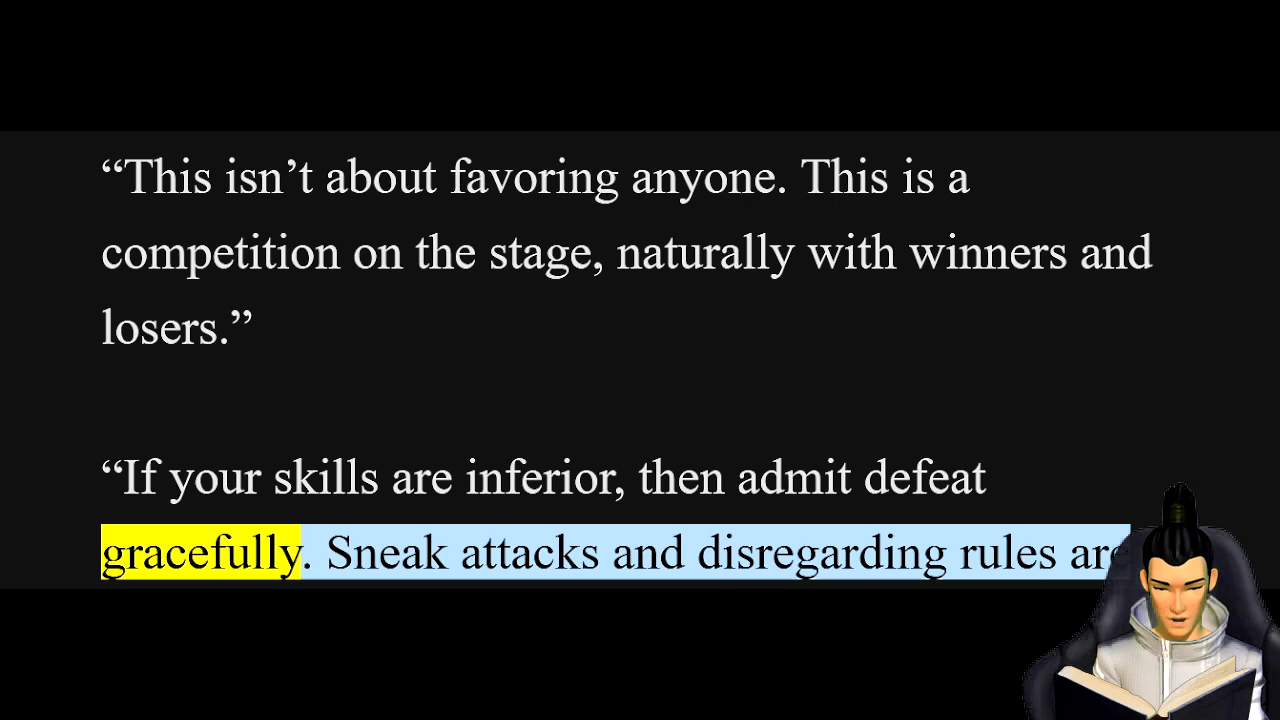 “This isn’t about favoring anyone. This is a
competition on the stage, naturally with winners and
losers.”
“If your skills are inferior, then admit defeat
gracefully. Sneak attacks and disregarding rules are